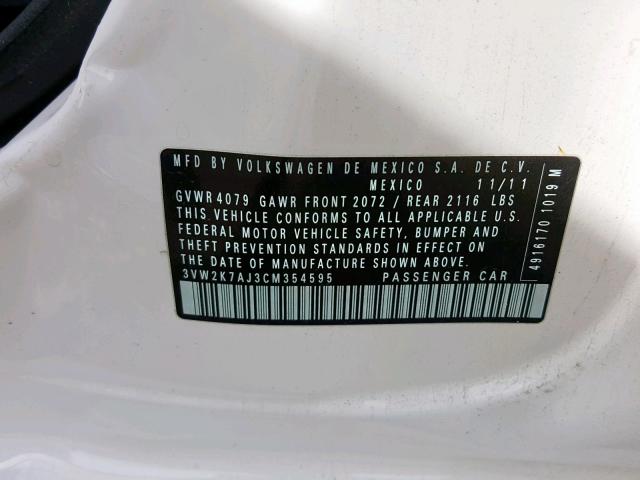 MFD BY VOLKSWAGEN DE MEXICO S.A. DE C.V.
MEXICO 11/11
GVWR 4079 GAWR FRONT 2072 / REAR 2116 LBS
THIS VEHICLE CONFORMS TO ALL APPLICABLE U.S.
FEDERAL MOTOR VEHICLE SAFETY, BUMPER AND
THEFT PREVENTION STANDARDS IN EFFECT ON
DATE OF MANUFACTURE SHOWN ABOVE.
3VW2K7AJ3CM354595 PASSENGER CAR
4916170 1019 M